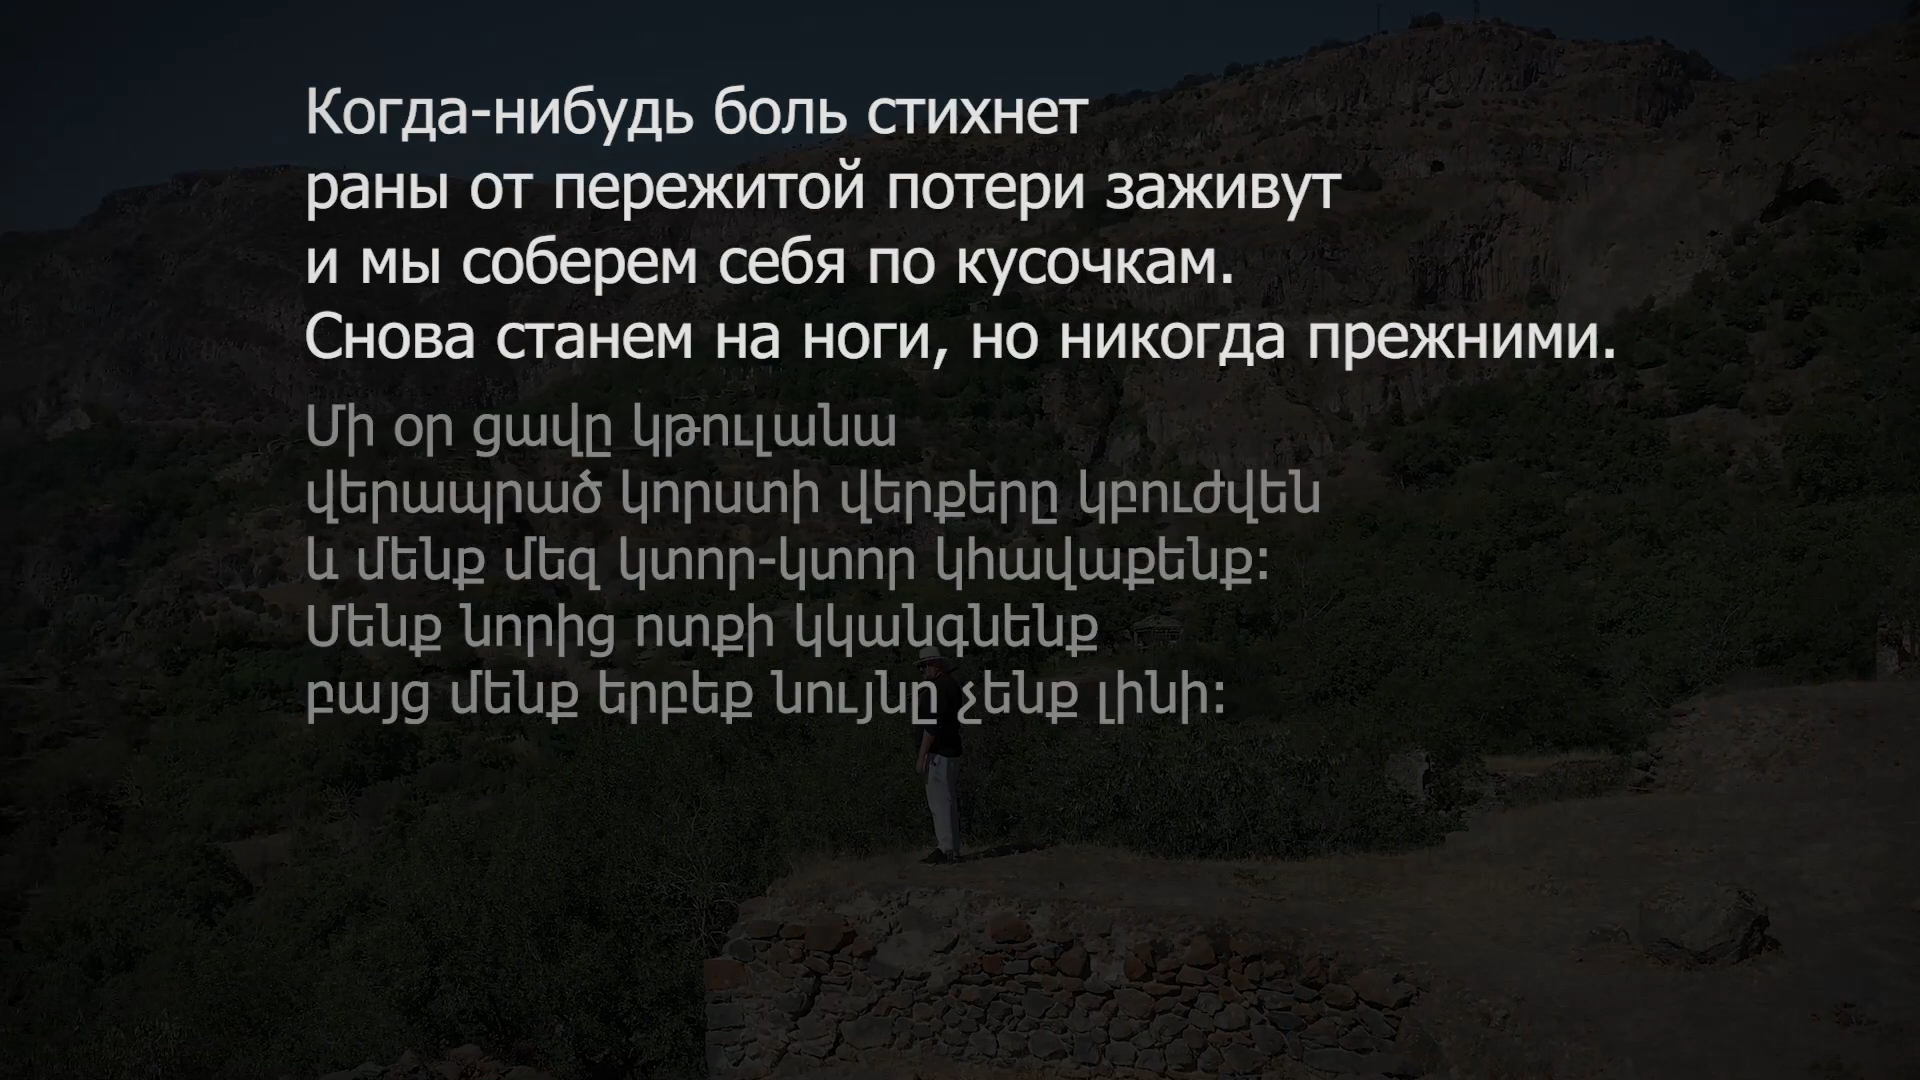 Когда-нибудь боль стихнет
раны от пережитой потери заживут
и мы соберем себя по кусочкам.
Снова станем на ноги, но никогда прежними.
Մի օր ցավը կթուլանա
վերապրած կորստի վերքերը կբուժվեն
և մենք մեզ կտոր-կտոր կհավաքենք:
Մենք նորից ոտքի կկանգնենք
բայց մենք երբեք նույնը չենք լինի: